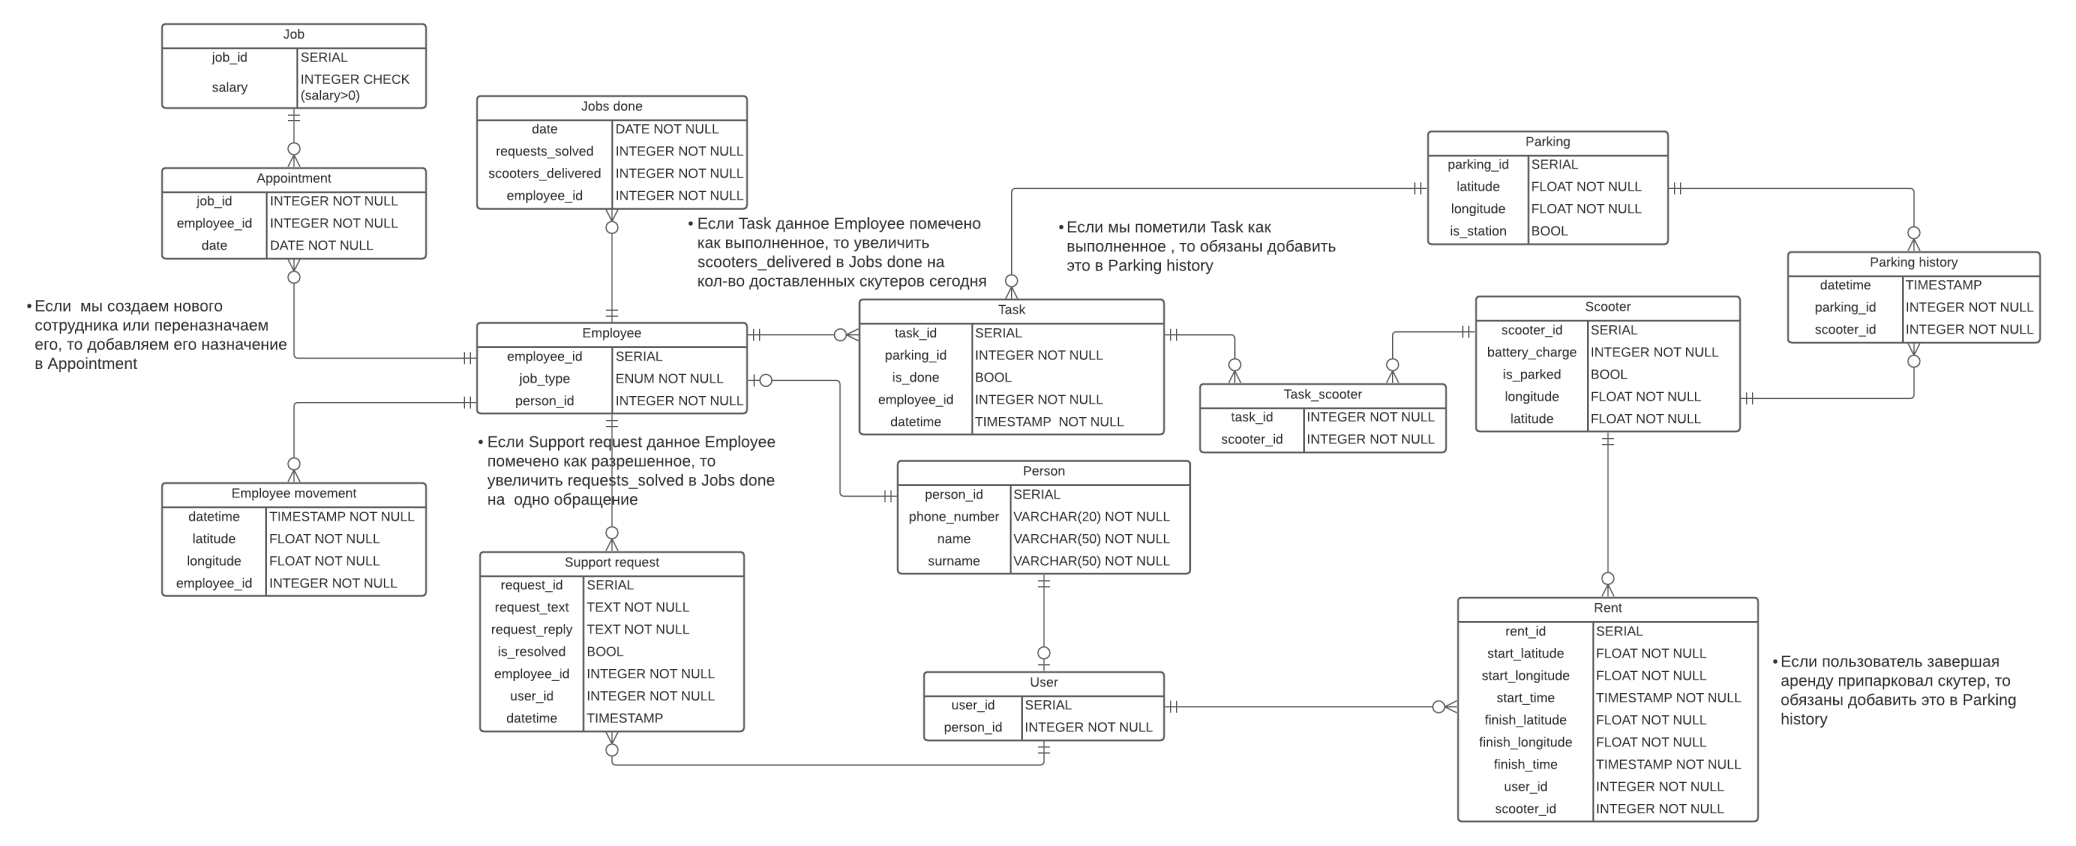 Job
job_id SERIAL
salary INTEGER CHECK
(salary>0)
Appointment
job_id INTEGER NOT NULL
employee_id INTEGER NOT NULL
date DATE NOT NULL
• Если мы создаем нового
сотрудника или переназначаем
его, то добавляем его назначение
в Appointment
Employee movement
datetime TIMESTAMP NOT NULL
latitude FLOAT NOT NULL
longitude FLOAT NOT NULL
employee_id INTEGER NOT NULL
Jobs done
date DATE NOT NULL
requests_solved INTEGER NOT NULL
scooters_delivered INTEGER NOT NULL
employee_id INTEGER NOT NULL
Employee
employee_id SERIAL
job_type ENUM NOT NULL
person_id INTEGER NOT NULL
• Если Support request данное Employee
помечено как разрешенное, то
увеличить requests_solved в Jobs done
на одно обращение
Support request
request_id SERIAL
request_text TEXT NOT NULL
request_reply TEXT NOT NULL
is_resolved BOOL
employee_id INTEGER NOT NULL
user_id INTEGER NOT NULL
datetime TIMESTAMP
• Если Task данное Employee помечено
как выполненное, то увеличить
scooters_delivered в Jobs done на
кол-во доставленных скутеров сегодня
• Если мы пометили Task как
выполненное , то обязаны добавить
это в Parking history
Task
task_id SERIAL
parking_id INTEGER NOT NULL
is_done BOOL
employee_id INTEGER NOT NULL
datetime TIMESTAMP NOT NULL
Person
person_id SERIAL
phone_number VARCHAR(20) NOT NULL
name VARCHAR(50) NOT NULL
surname VARCHAR(50) NOT NULL
User
user_id SERIAL
person_id INTEGER NOT NULL
Task_scooter
task_id INTEGER NOT NULL
scooter_id INTEGER NOT NULL
Parking
parking_id SERIAL
latitude FLOAT NOT NULL
longitude FLOAT NOT NULL
is_station BOOL
Scooter
scooter_id SERIAL
battery_charge INTEGER NOT NULL
is_parked BOOL
longitude FLOAT NOT NULL
latitude FLOAT NOT NULL
Parking history
datetime TIMESTAMP
parking_id INTEGER NOT NULL
scooter_id INTEGER NOT NULL
Rent
rent_id SERIAL
start_latitude FLOAT NOT NULL
start_longitude FLOAT NOT NULL
start_time TIMESTAMP NOT NULL
finish_latitude FLOAT NOT NULL
finish_longitude FLOAT NOT NULL
finish_time TIMESTAMP NOT NULL
user_id INTEGER NOT NULL
scooter_id INTEGER NOT NULL
• Если пользователь завершая
аренду припарковал скутер, то
обязаны добавить это в Parking
history